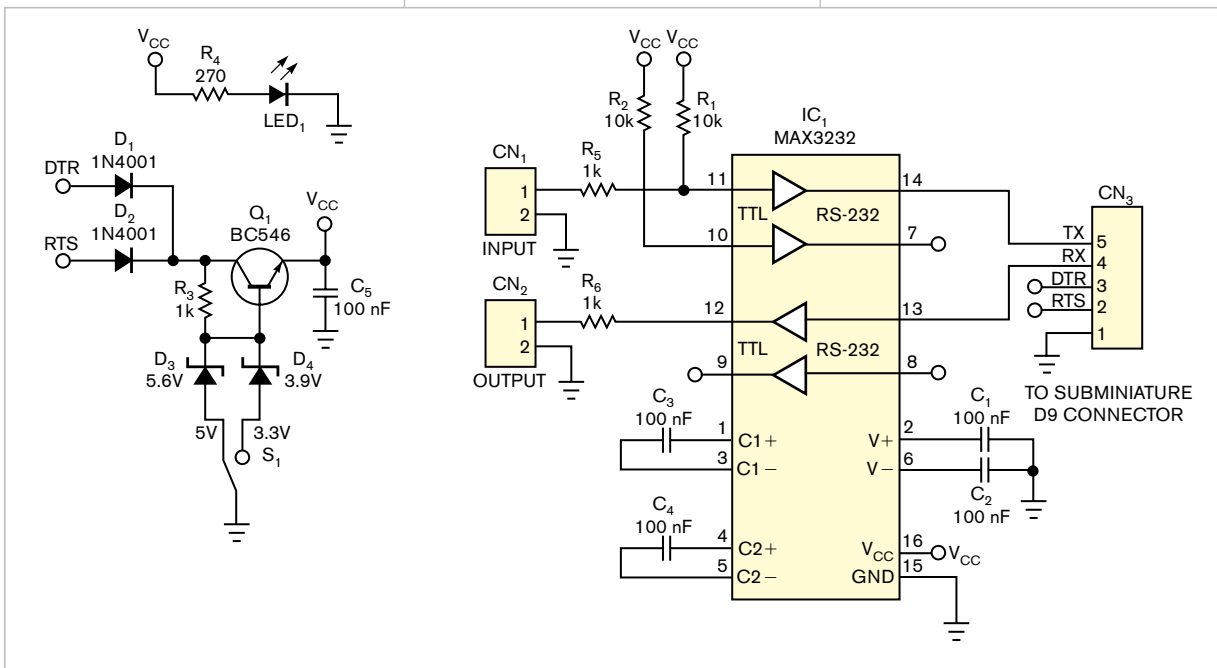 VCC
R4
270
LED1
D1
1N4001
DTR
D2
1N4001
RTS
Q1
BC546
VCC
R3
1k
C5
100 nF
D3
5.6V
D4
3.9V
5V
3.3V
S1
VCC VCC
R2
10k
R1
10k
IC1
MAX3232
CN1
1
2
INPUT
R5
1k
11
14
TTL
RS-232
10
7
CN2
1
2
OUTPUT
R6
1k
12
13
TTL
RS-232
9
8
C3
100 nF
1
C1+
3
C1−
C4
100 nF
4
C2+
5
C2−
V+
2
V−
6
C1
100 nF
C2
100 nF
VCC
16
VCC
GND
15
CN3
TX
5
RX
4
DTR
3
RTS
2
1
TO SUBMINIATURE
D9 CONNECTOR